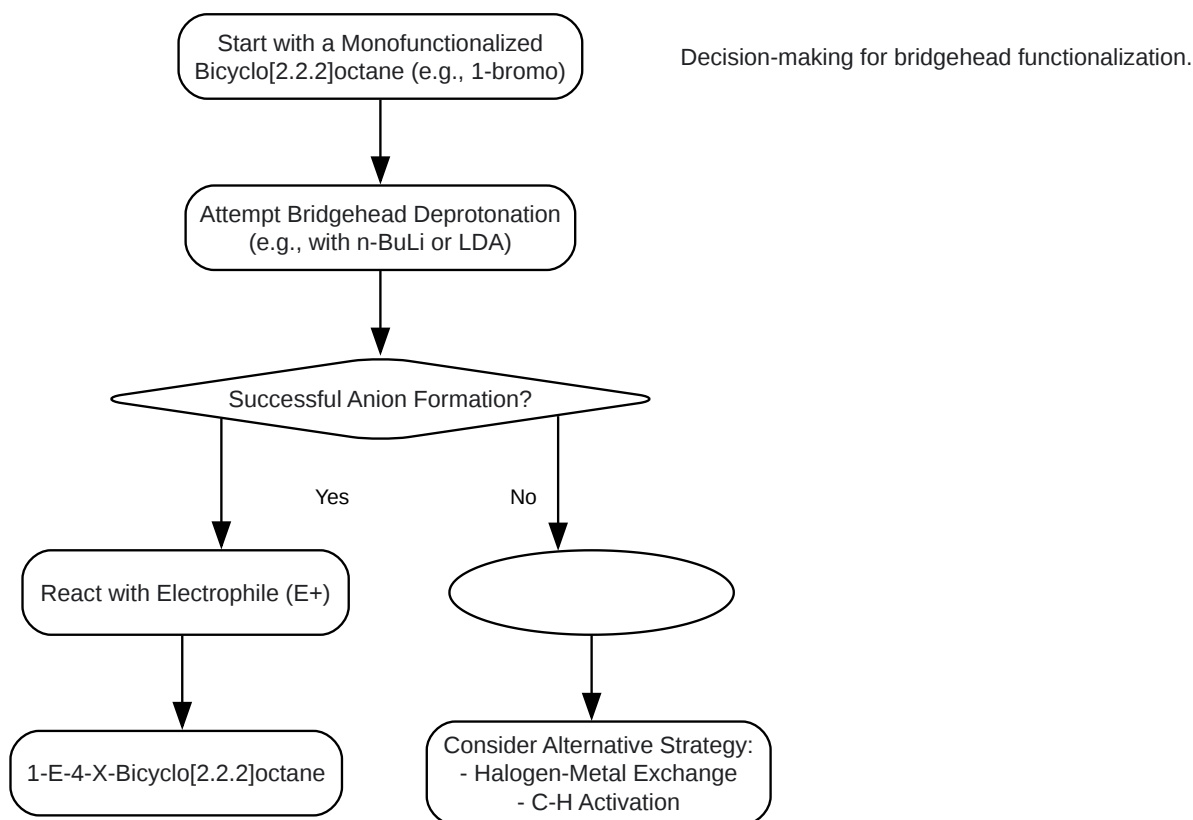 Start with a Monofunctionalized
Bicyclo[2.2.2]octane (e.g., 1-bromo)
Decision-making for bridgehead functionalization.
Attempt Bridgehead Deprotonation
(e.g., with n-BuLi or LDA)
Successful Anion Formation?
Yes
No
React with Electrophile (E+)
1-E-4-X-Bicyclo[2.2.2]octane
Consider Alternative Strategy:
- Halogen-Metal Exchange
- C-H Activation